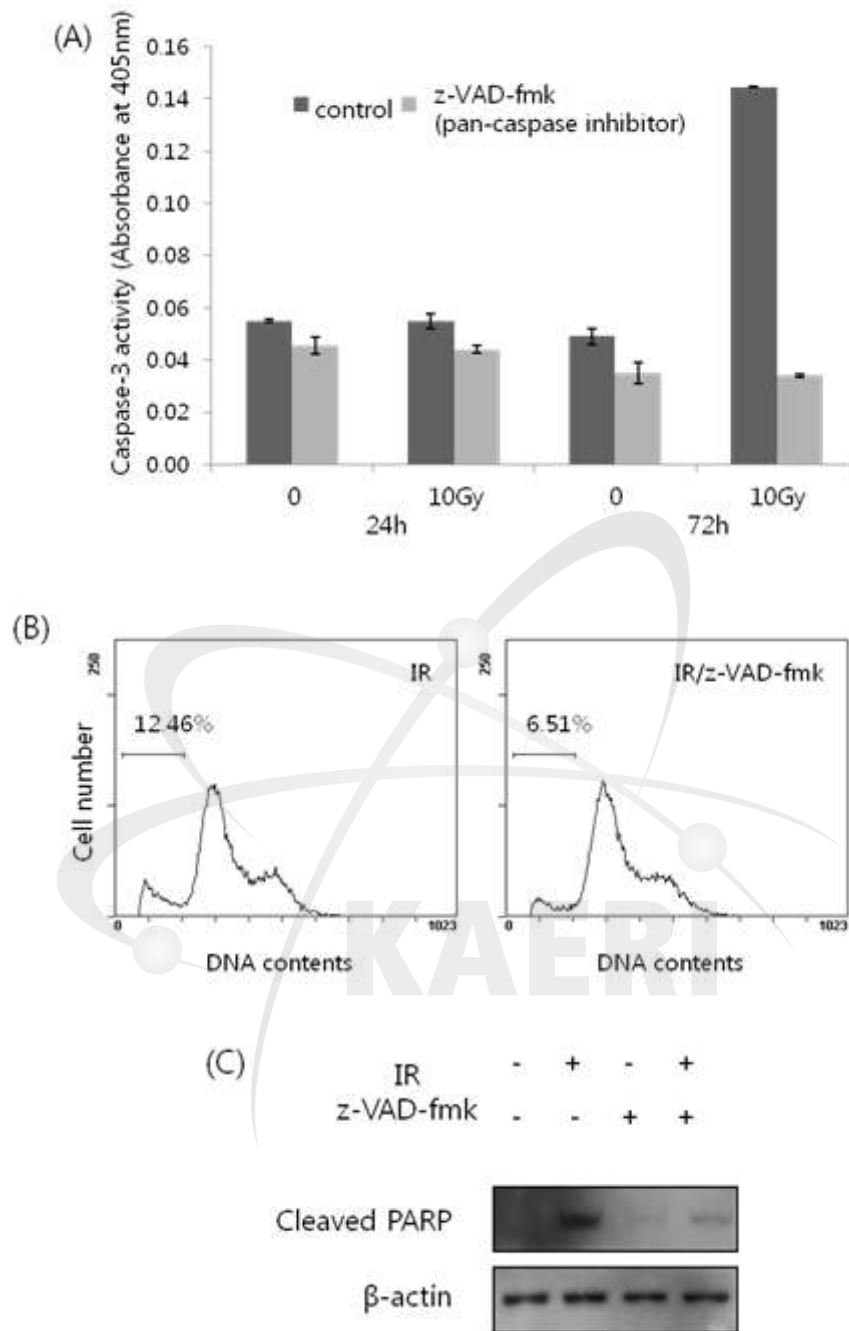 (A)
Caspase-3 activity (Absorbance at 405nm)
0.16
0.14
0.12
0.10
0.08
0.06
0.04
0.02
0.00
control
z-VAD-fmk
(pan-caspase inhibitor)
0 10Gy 0 10Gy
24h 72h
(B)
Cell number
250
IR
12.46%
0 1023
DNA contents
250
IR/z-VAD-fmk
6.51%
0 1023
DNA contents
KAERI
(C)
IR - + - +
z-VAD-fmk - - + +
Cleaved PARP
β-actin